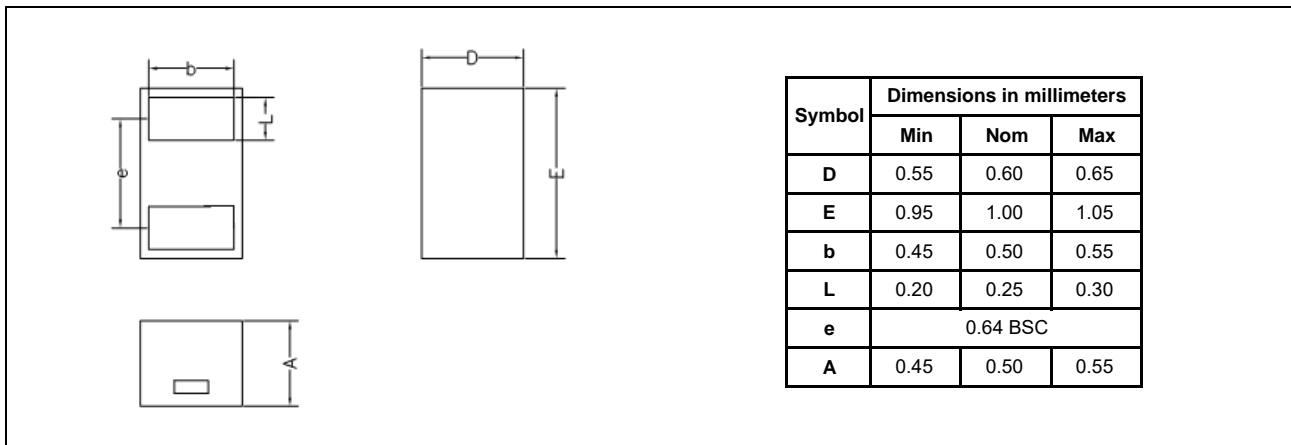 b
D
L
e
E
A
Symbol Dimensions in millimeters
Min Nom Max
D 0.55 0.60 0.65
E 0.95 1.00 1.05
b 0.45 0.50 0.55
L 0.20 0.25 0.30
e 0.64 BSC
A 0.45 0.50 0.55